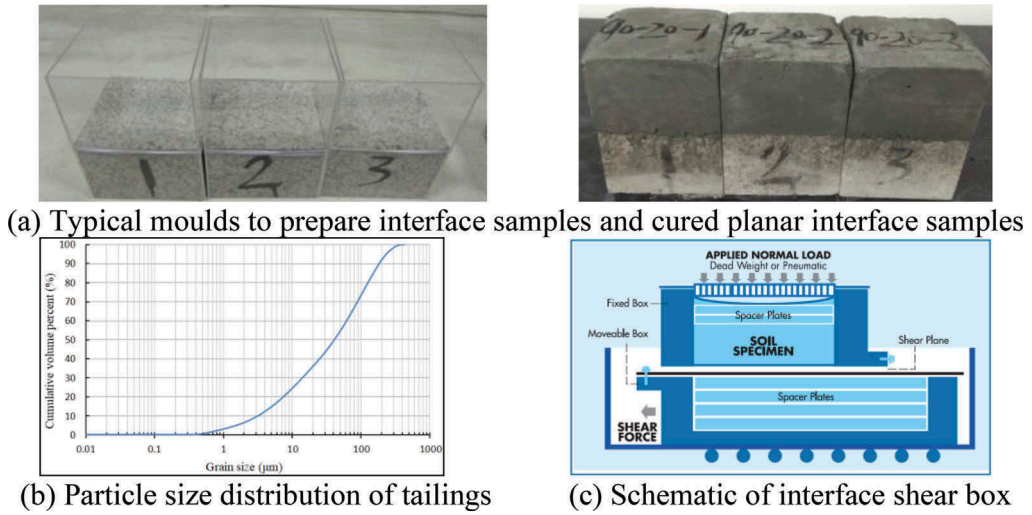 1 2 3
90-20-1 90-20-2 90-20-3
1 2 3
(a) Typical moulds to prepare interface samples and cured planar interface samples
Cumulative volume percent (%)
100
90
80
70
60
50
40
30
20
10
0
0.01 0.1 1 10 100 1000
Grain size (μm)
(b) Particle size distribution of tailings
APPLIED NORMAL LOAD
Dead Weight or Pneumatic
Fixed Box
Spacer Plates
Moveable Box
SOIL
SPECIMEN
Shear Plane
Spacer Plates
SHEAR
FORCE
(c) Schematic of interface shear box